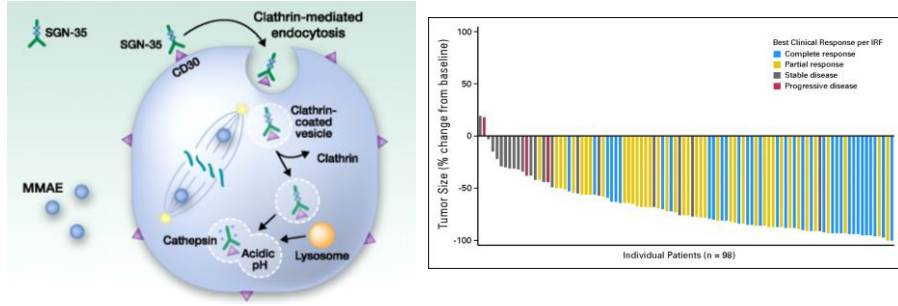 SGN-35
SGN-35
CD30
Clathrin-mediated
endocytosis
Clathrin-
coated
vesicle
Clathrin
MMAE
Cathepsin
Acidic
pH
Lysosome
Best Clinical Response per IRF
Complete response
Partial response
Stable disease
Progressive disease
Tumor Size (% change from baseline)
100
50
0
-50
-100
Individual Patients (n = 98)